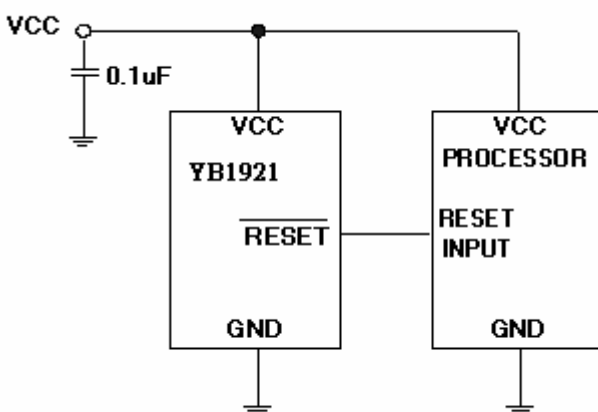 VCC
0.1uF
VCC
YB1921
RESET
GND
VCC
PROCESSOR
RESET
INPUT
GND